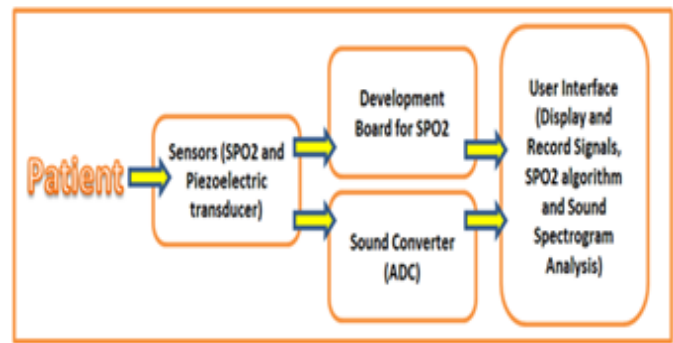 Patient
Sensors (SPO2 and
Piezoelectric
transducer)
Development
Board for SPO2
Sound Converter
(ADC)
User Interface
(Display and
Record Signals,
SPO2 algorithm
and Sound
Spectrogram
Analysis)